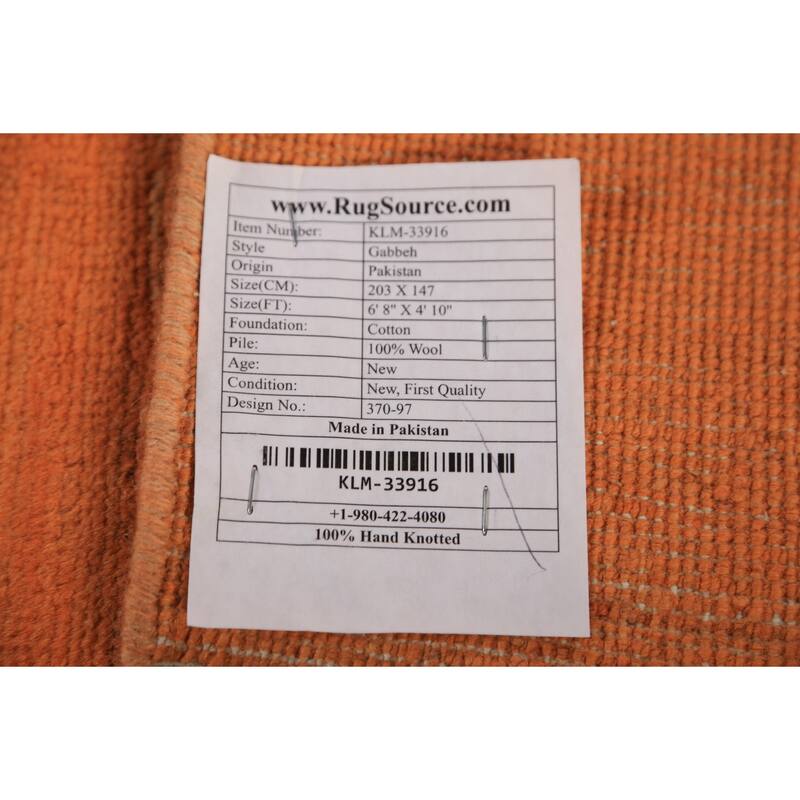 www.RugSource.com
Item Number: KLM-33916
Style Gabbeh
Origin Pakistan
Size(CM): 203 X 147
Size(FT): 6' 8" X 4' 10"
Foundation: Cotton
Pile: 100% Wool
Age: New
Condition: New, First Quality
Design No.: 370-97
Made in Pakistan
KLM-33916
+1-980-422-4080
100% Hand Knotted